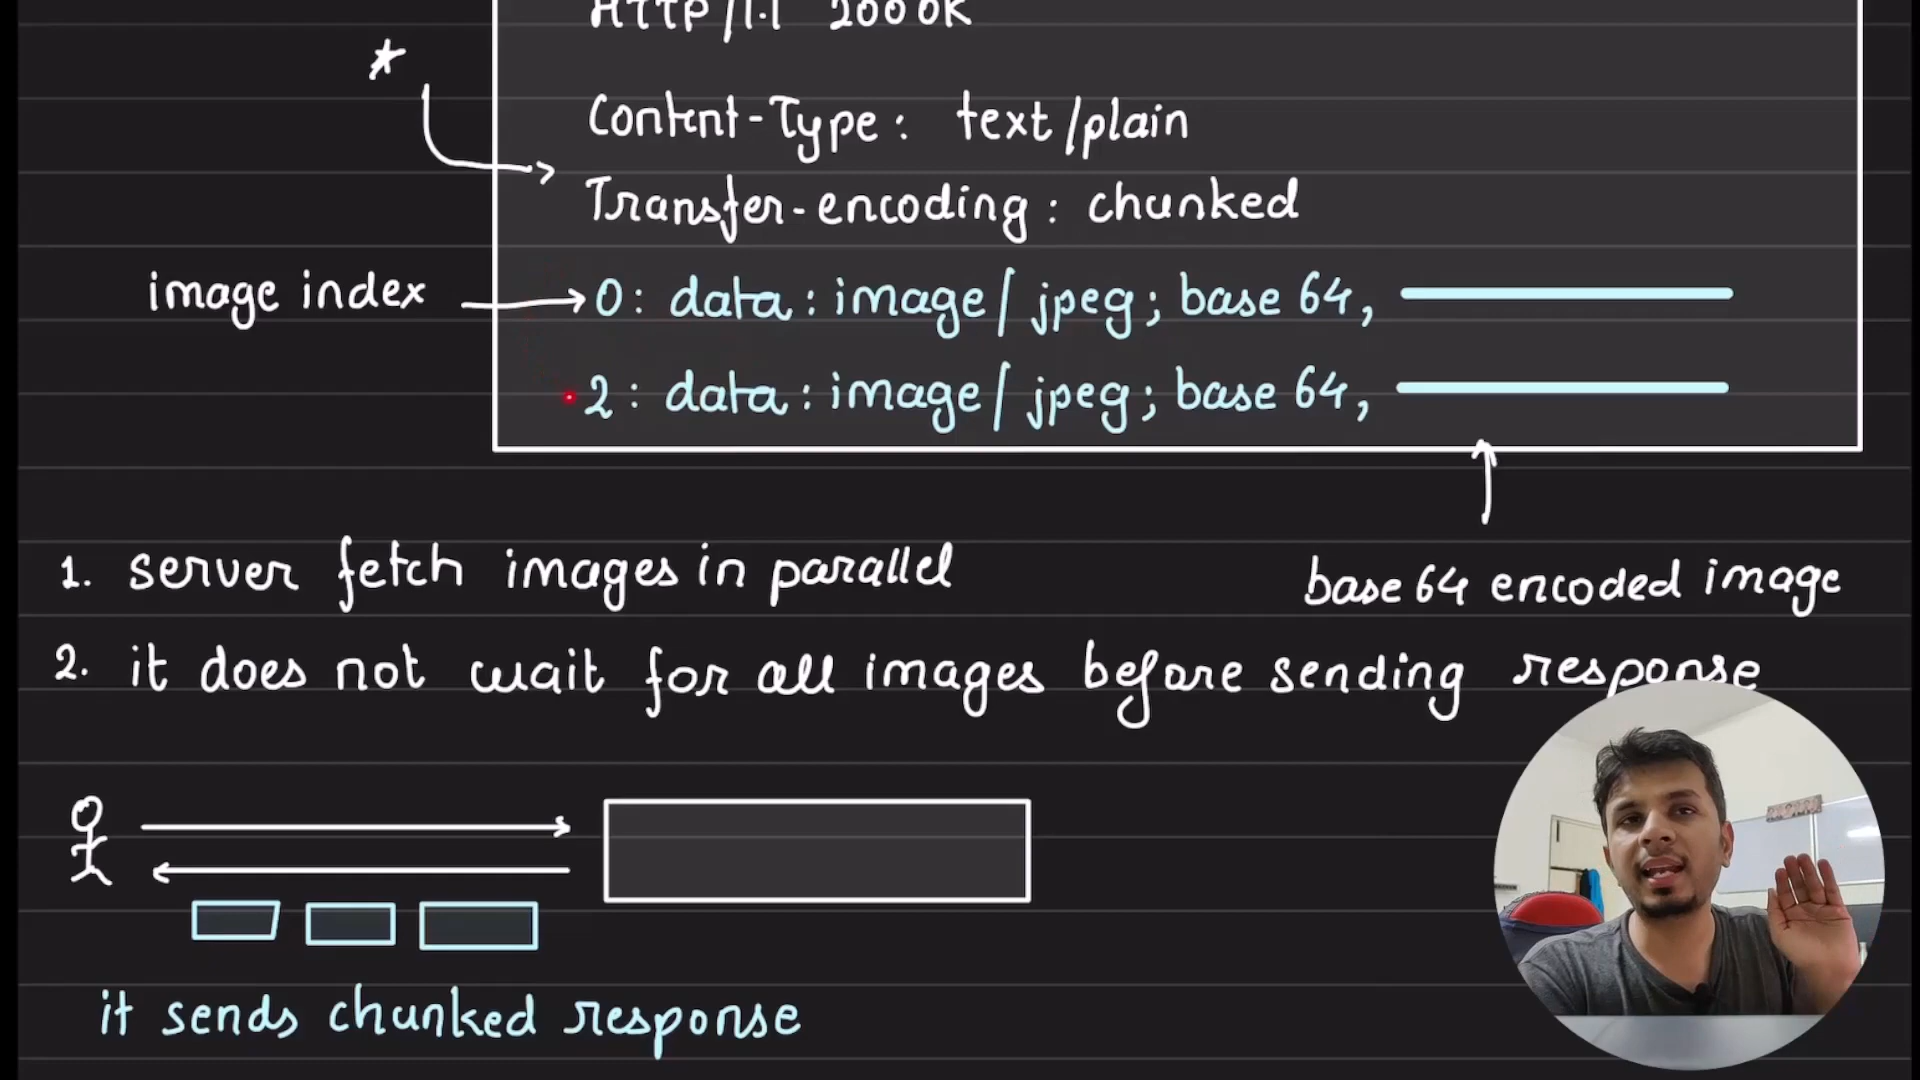 HTTP/1.1 200 OK
*
Content-Type: text/plain
Transfer-encoding: chunked
image index → 0: data: image/jpeg; base 64,
2: data: image/jpeg; base 64,
1. server fetch images in parallel
base 64 encoded image
2. it does not wait for all images before sending response
it sends chunked response